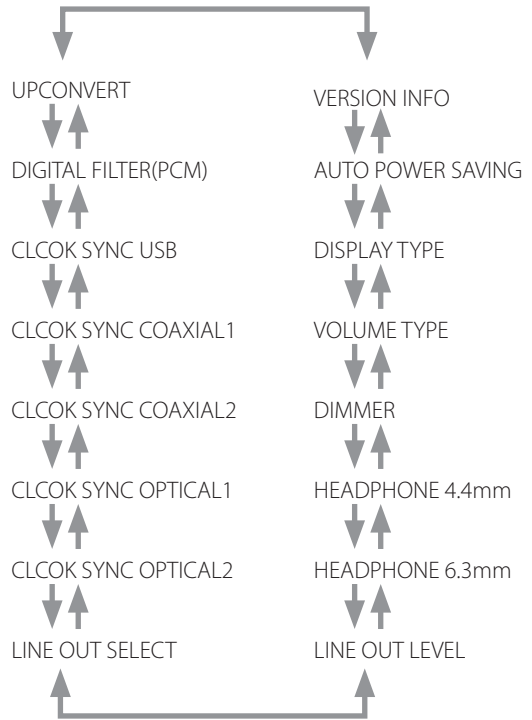 UPCONVERT
DIGITAL FILTER(PCM)
CLCOK SYNC USB
CLCOK SYNC COAXIAL1
CLCOK SYNC COAXIAL2
CLCOK SYNC OPTICAL1
CLCOK SYNC OPTICAL2
LINE OUT SELECT
VERSION INFO
AUTO POWER SAVING
DISPLAY TYPE
VOLUME TYPE
DIMMER
HEADPHONE 4.4mm
HEADPHONE 6.3mm
LINE OUT LEVEL